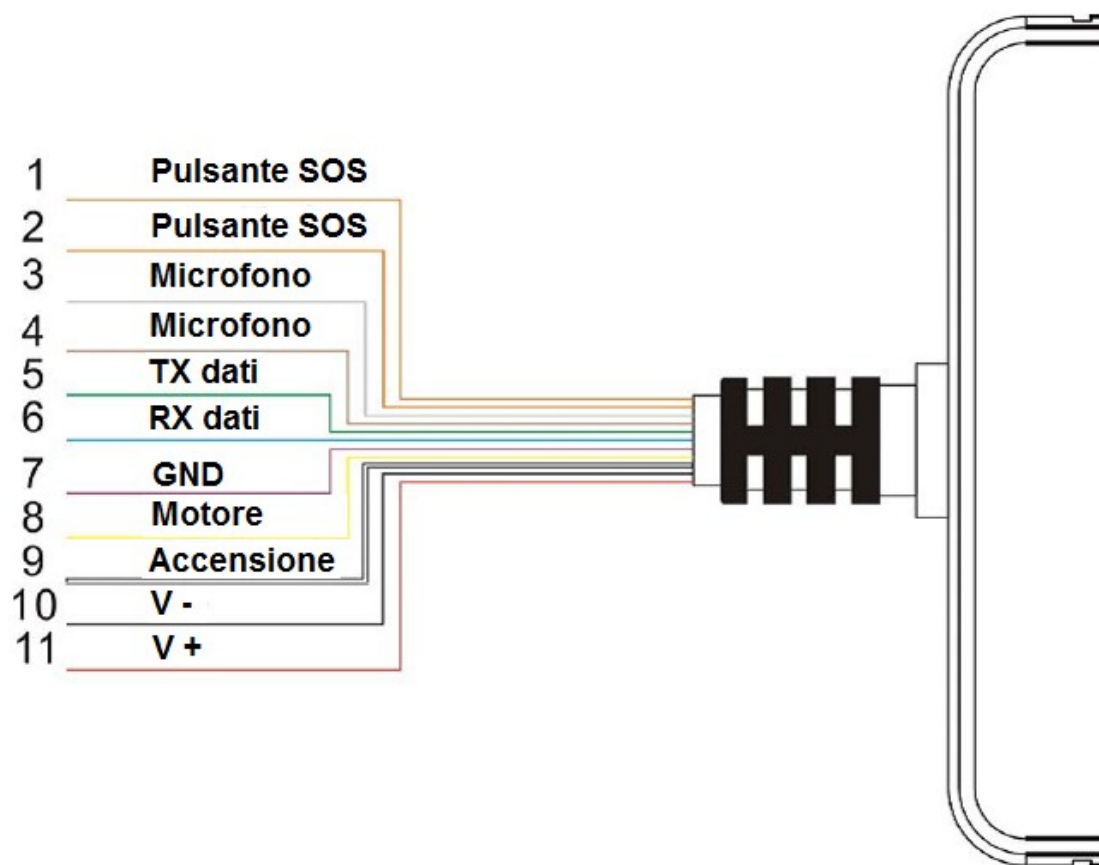 1 Pulsante SOS
2 Pulsante SOS
3 Microfono
4 Microfono
5 TX dati
6 RX dati
7 GND
8 Motore
9 Accensione
10 V -
11 V +